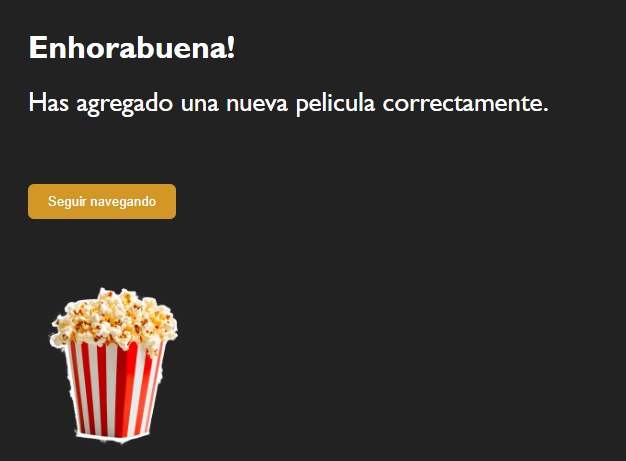 Enhorabuena!
Has agregado una nueva pelicula correctamente.
Seguir navegando